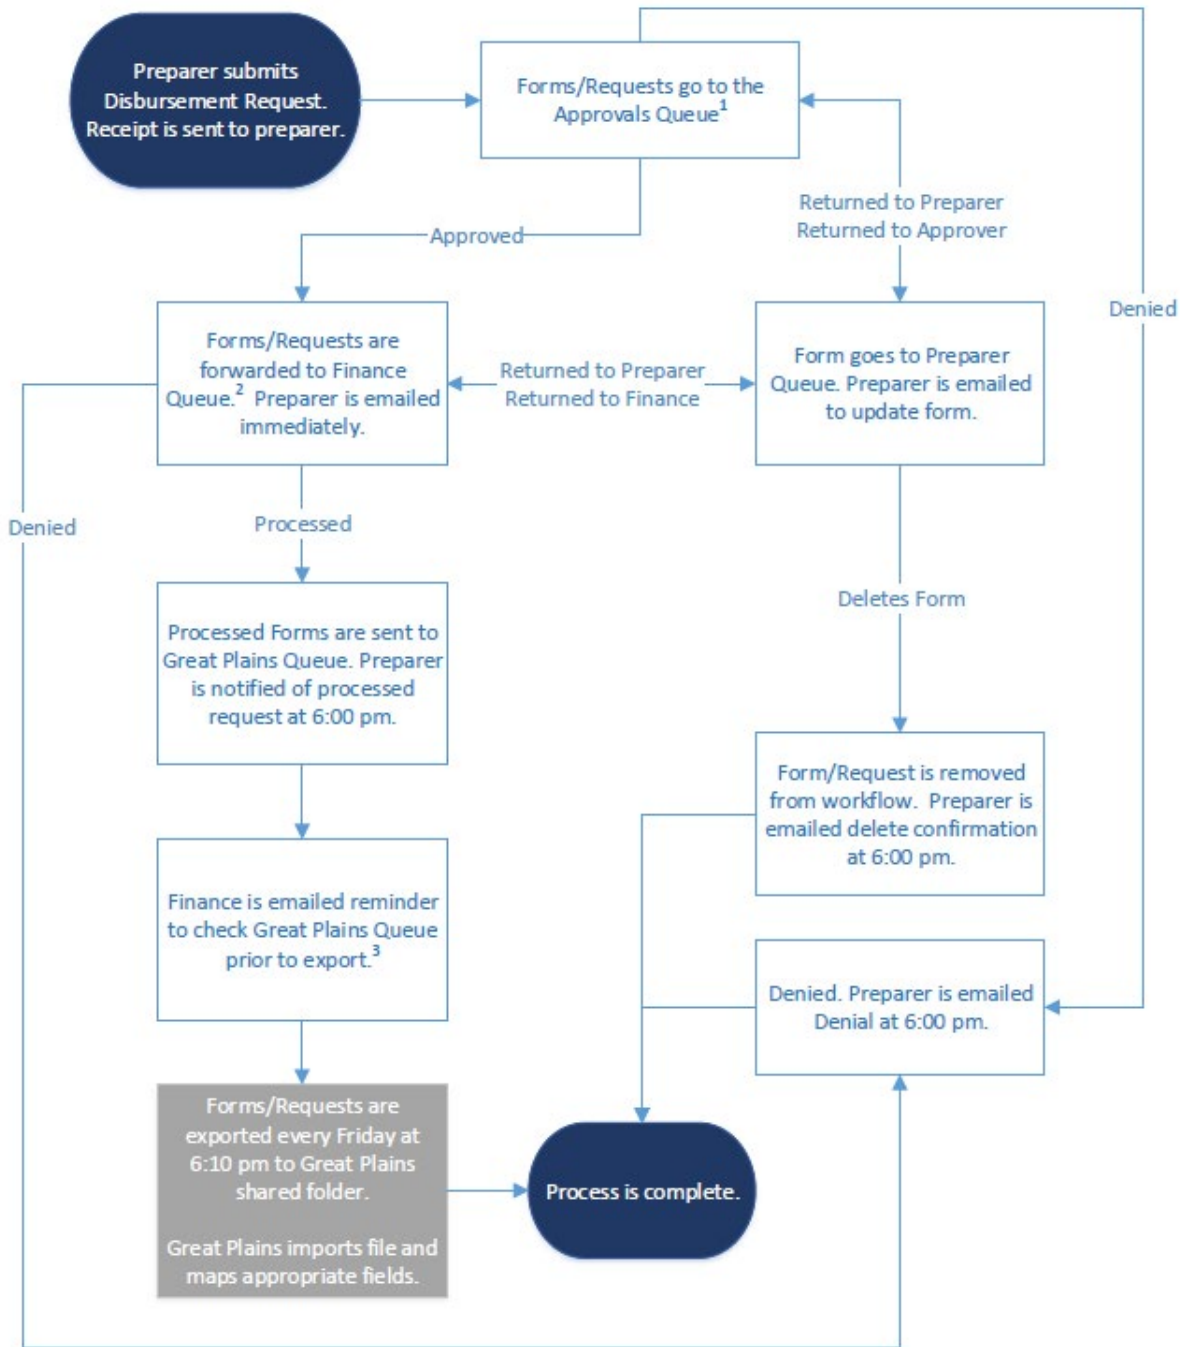 Preparer submits
Disbursement Request.
Receipt is sent to preparer.
Forms/Requests go to the
Approvals Queue1
Returned to Preparer
Returned to Approver
Approved
Denied
Forms/Requests are
forwarded to Finance
Queue.2 Preparer is emailed
immediately.
Returned to Preparer
Returned to Finance
Form goes to Preparer
Queue. Preparer is emailed
to update form.
Denied
Processed
Deletes Form
Processed Forms are sent to
Great Plains Queue. Preparer
is notified of processed
request at 6:00 pm.
Form/Request is removed
from workflow. Preparer is
emailed delete confirmation
at 6:00 pm.
Finance is emailed reminder
to check Great Plains Queue
prior to export.3
Denied. Preparer is emailed
Denial at 6:00 pm.
Forms/Requests are
exported every Friday at
6:10 pm to Great Plains
shared folder.
Great Plains imports file and
maps appropriate fields.
Process is complete.